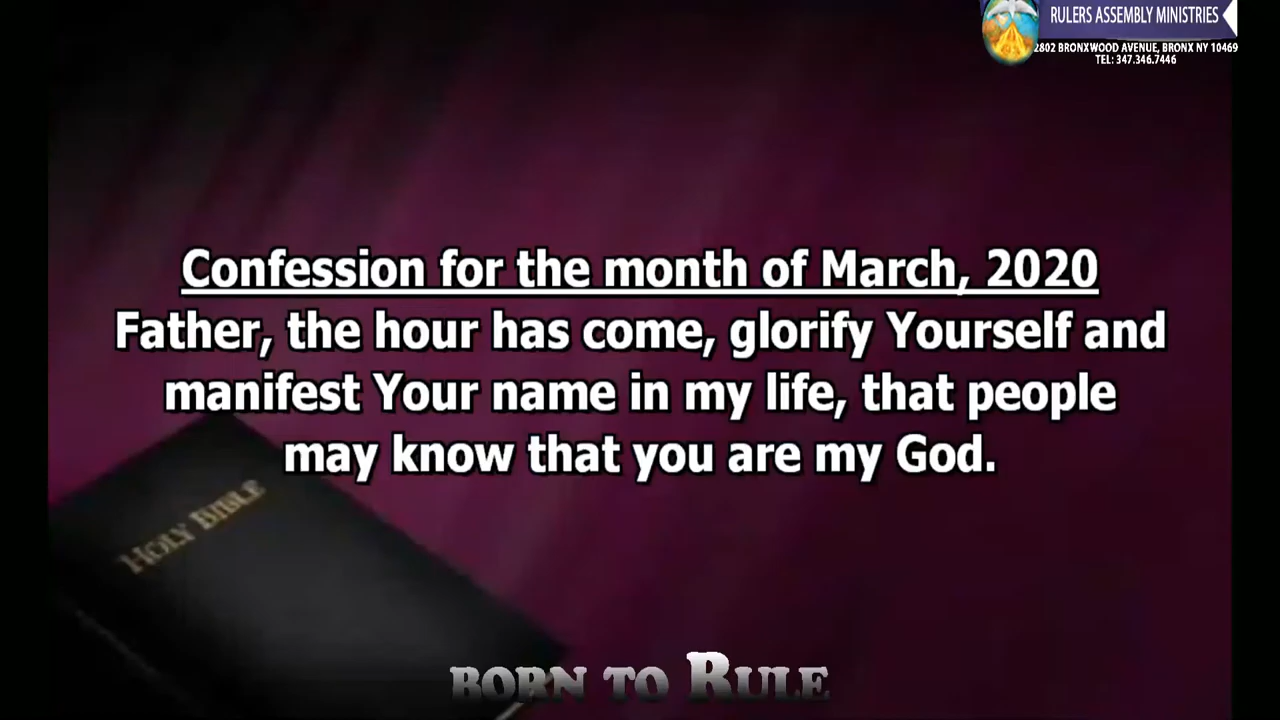 RULERS ASSEMBLY MINISTRIES
2802 BRONXWOOD AVENUE, BRONX NY 10469
TEL: 347.346.7446
Confession for the month of March, 2020
Father, the hour has come, glorify Yourself and
manifest Your name in my life, that people
may know that you are my God.
HOLY BIBLE
BORN TO RULE